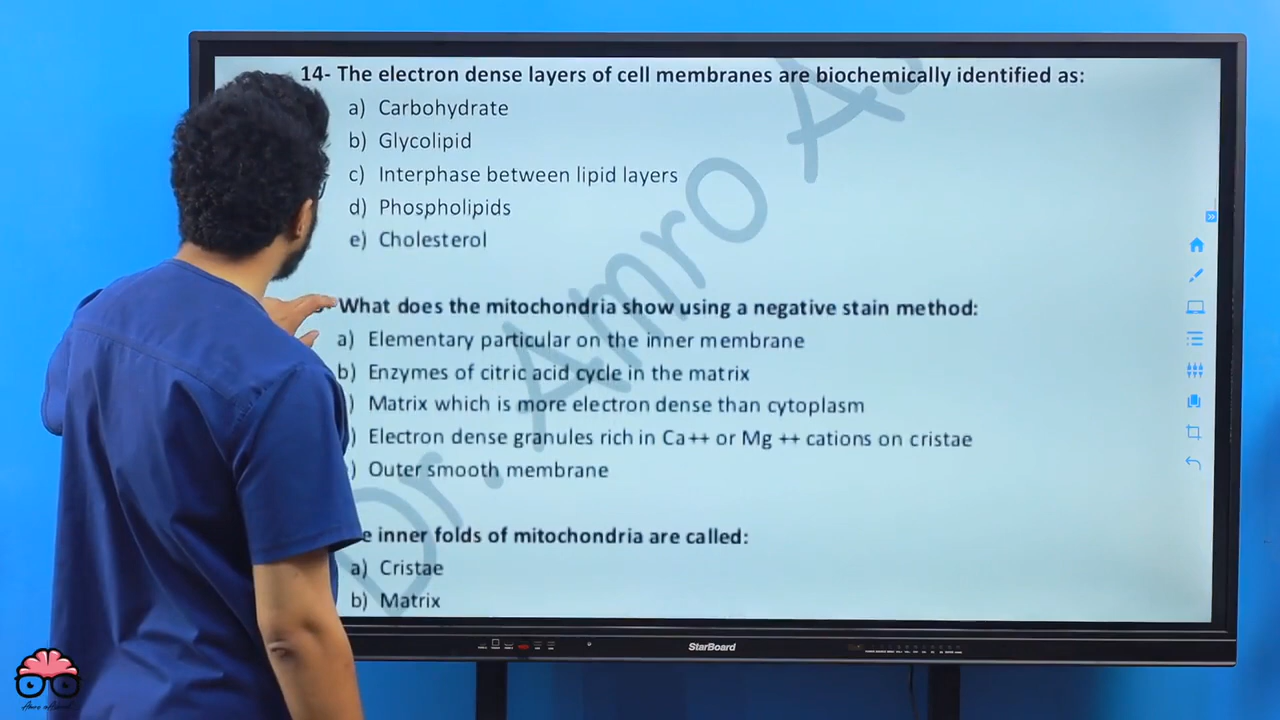 14- The electron dense layers of cell membranes are biochemically identified as:
a) Carbohydrate
b) Glycolipid
c) Interphase between lipid layers
d) Phospholipids
e) Cholesterol
What does the mitochondria show using a negative stain method:
a) Elementary particular on the inner membrane
b) Enzymes of citric acid cycle in the matrix
) Matrix which is more electron dense than cytoplasm
) Electron dense granules rich in Ca++ or Mg ++ cations on cristae
) Outer smooth membrane
e inner folds of mitochondria are called:
a) Cristae
b) Matrix
Dr. Amro A
StarBoard